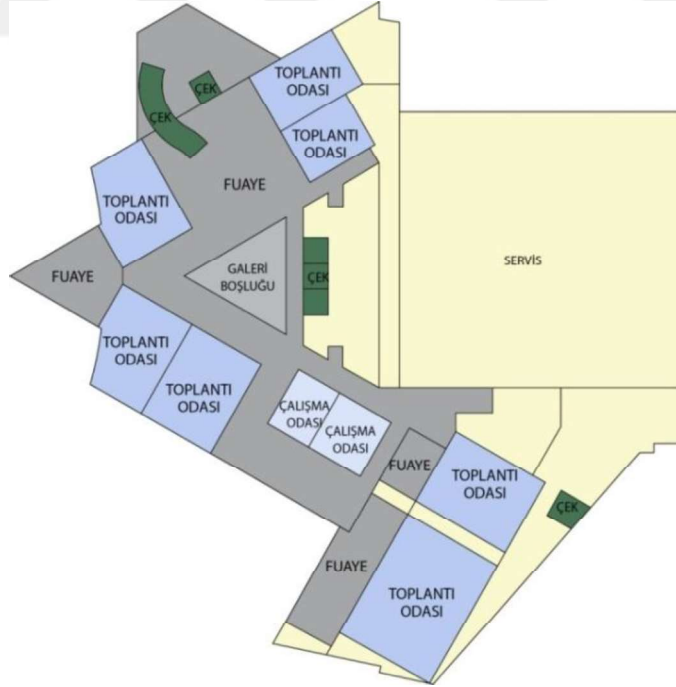 TOPLANTI
ODASI
ÇEK
ÇEK
TOPLANTI
ODASI
FUAYE
TOPLANTI
ODASI
SERVİS
FUAYE
GALERİ
BOŞLUĞU
ÇEK
TOPLANTI
ODASI
TOPLANTI
ODASI
ÇALIŞMA
ODASI
ÇALIŞMA
ODASI
FUAYE
TOPLANTI
ODASI
ÇEK
FUAYE
TOPLANTI
ODASI